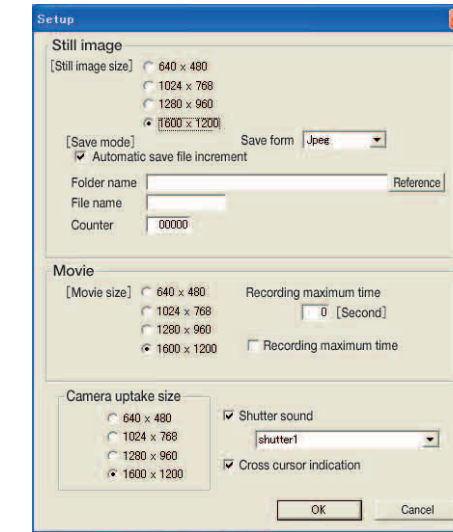 Setup
Still image
[Still image size] 640 x 480
1024 x 768
1280 x 960
1600 x 1200
[Save mode] Save form Jpeg
Automatic save file increment
Folder name Reference
File name
Counter 00000
Movie
[Movie size] 640 x 480 Recording maximum time
1024 x 768 0 [Second]
1280 x 960
1600 x 1200 Recording maximum time
Camera uptake size
640 x 480 Shutter sound
1024 x 768 shutter1
1280 x 960
1600 x 1200 Cross cursor indication
OK Cancel